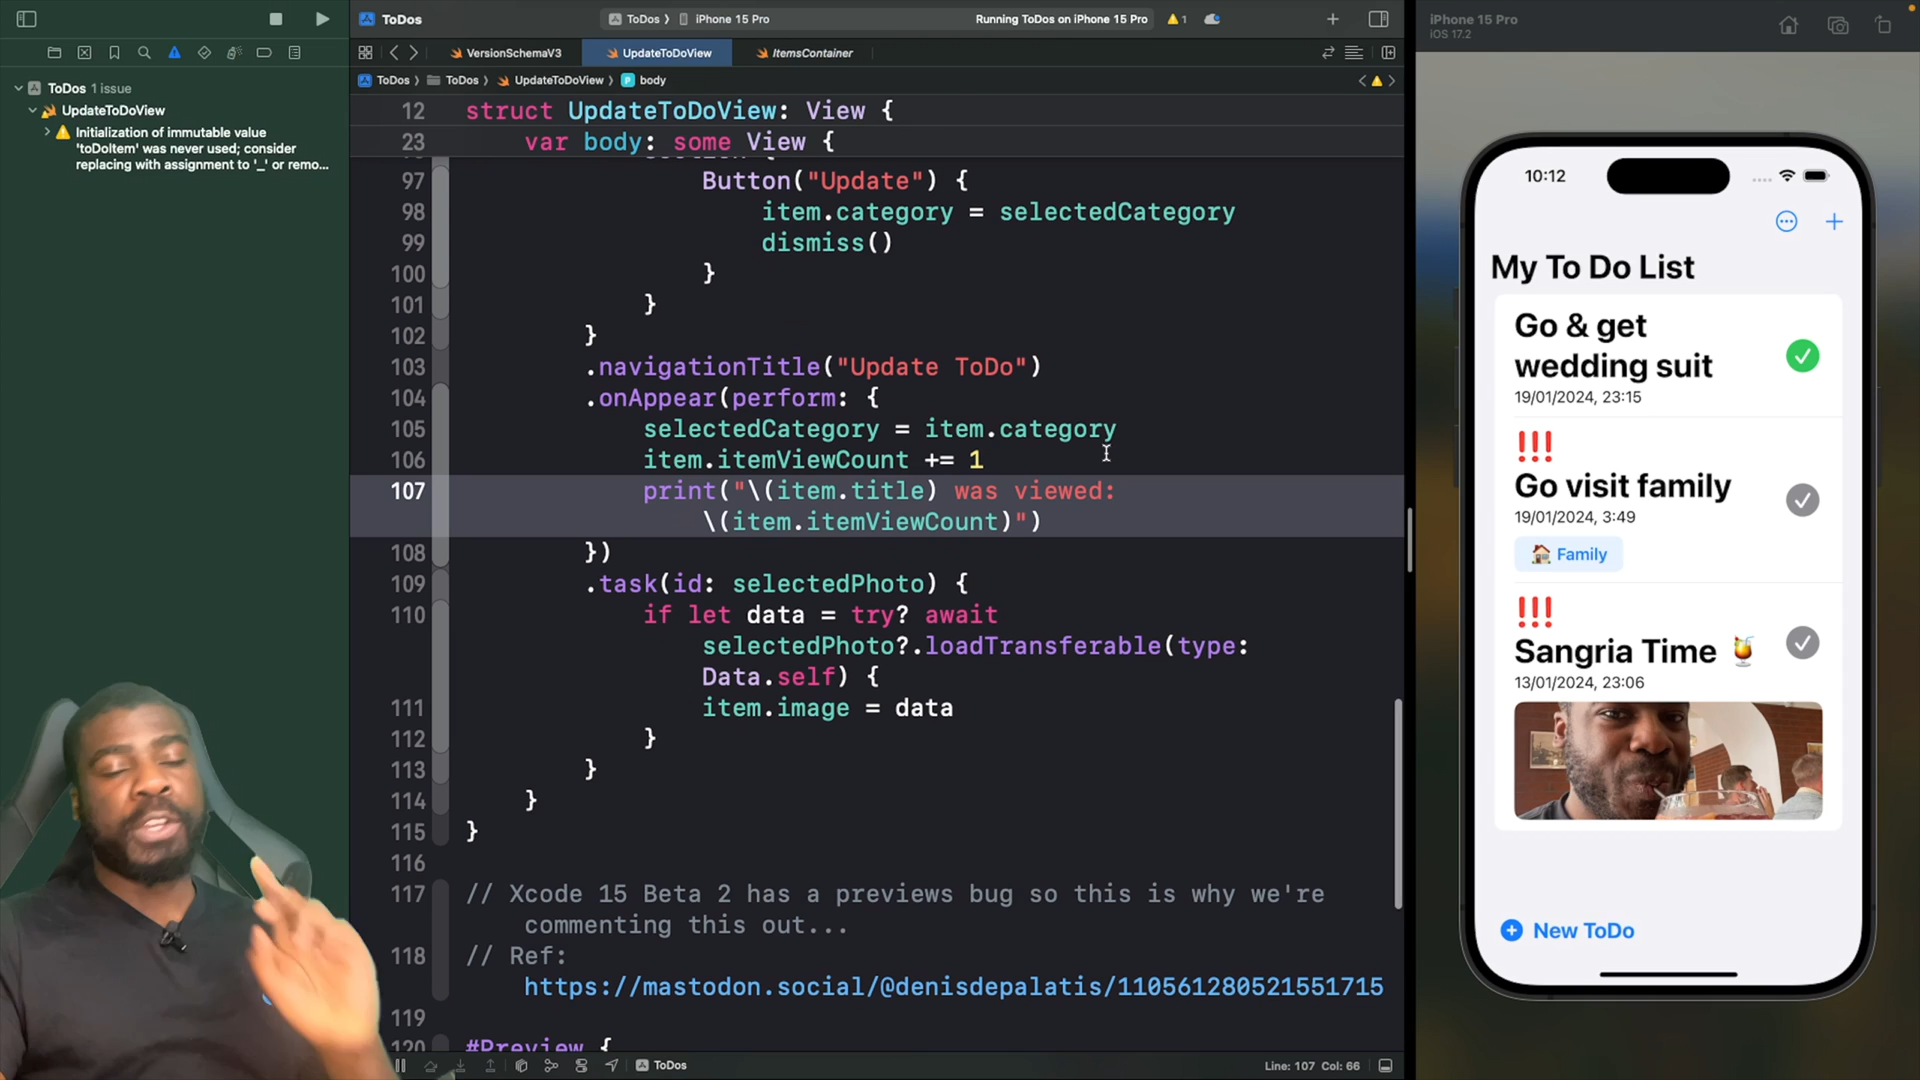 ToDos
ToDos
iPhone 15 Pro
Running ToDos on iPhone 15 Pro
1
VersionSchemaV3
UpdateToDoView
ItemsContainer
ToDos
ToDos
UpdateToDoView
body
ToDos 1 issue
UpdateToDoView
Initialization of immutable value
'toDoItem' was never used; consider
replacing with assignment to '_' or remo...
12 struct UpdateToDoView: View {
23 var body: some View {
97 Button("Update") {
98 item.category = selectedCategory
99 dismiss()
100 }
101 }
102 }
103 .navigationTitle("Update ToDo")
104 .onAppear(perform: {
105 selectedCategory = item.category
106 item.itemViewCount += 1
107 print("\(item.title) was viewed:
\(item.itemViewCount)")
108 })
109 .task(id: selectedPhoto) {
110 if let data = try? await
selectedPhoto?.loadTransferable(type:
Data.self) {
111 item.image = data
112 }
113 }
114 }
115 }
116
117 // Xcode 15 Beta 2 has a previews bug so this is why we're
commenting this out...
118 // Ref:
https://mastodon.social/@denisdepalatis/110561280521551715
119
120 #Preview {
ToDos
Line: 107 Col: 66
iPhone 15 Pro
iOS 17.2
10:12
My To Do List
Go & get
wedding suit
19/01/2024, 23:15
!!!
Go visit family
19/01/2024, 3:49
Family
!!!
Sangria Time
13/01/2024, 23:06
New ToDo